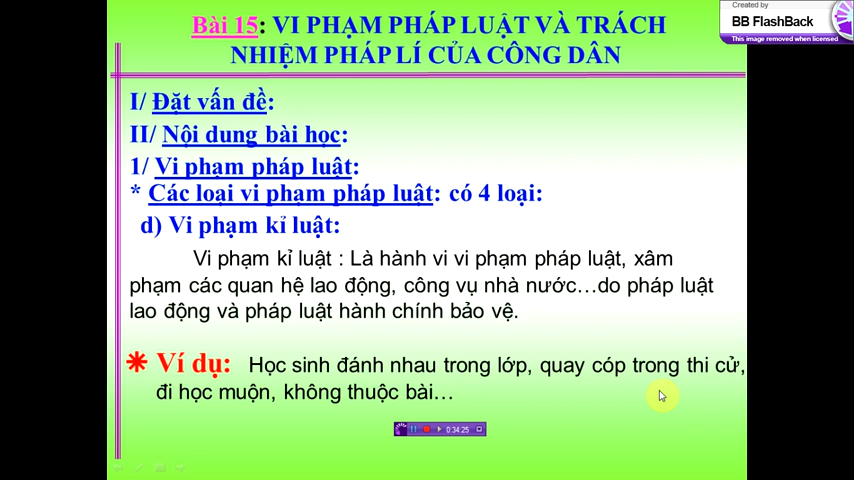 Created by
BB FlashBack
This image removed when licensed
Bài 15: VI PHẠM PHÁP LUẬT VÀ TRÁCH
NHIỆM PHÁP LÍ CỦA CÔNG DÂN
I/ Đặt vấn đề:
II/ Nội dung bài học:
1/ Vi phạm pháp luật:
* Các loại vi phạm pháp luật: có 4 loại:
d) Vi phạm kỉ luật:
Vi phạm kỉ luật : Là hành vi vi phạm pháp luật, xâm
phạm các quan hệ lao động, công vụ nhà nước…do pháp luật
lao động và pháp luật hành chính bảo vệ.
Ví dụ: Học sinh đánh nhau trong lớp, quay cóp trong thi cử,
đi học muộn, không thuộc bài…
0:34:25